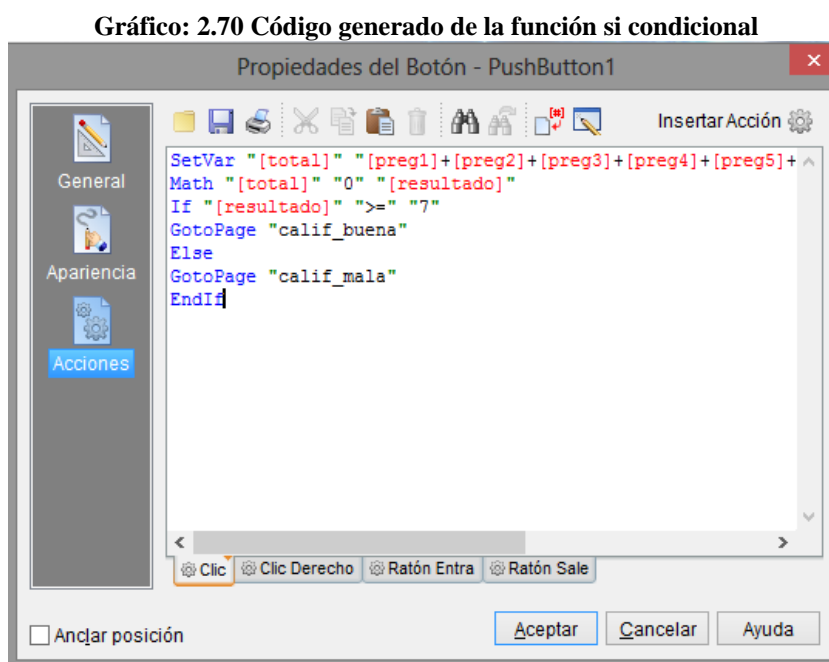 Gráfico: 2.70 Código generado de la función si condicional
Propiedades del Botón - PushButton1
Insertar Acción
General
Apariencia
Acciones
SetVar "[total]" "[preg1]+[preg2]+[preg3]+[preg4]+[preg5]+
Math "[total]" "0" "[resultado]"
If "[resultado]" ">=" "7"
GotoPage "calif_buena"
Else
GotoPage "calif_mala"
EndIf
Clic Clic Derecho Ratón Entra Ratón Sale
Anclar posición
Aceptar Cancelar Ayuda